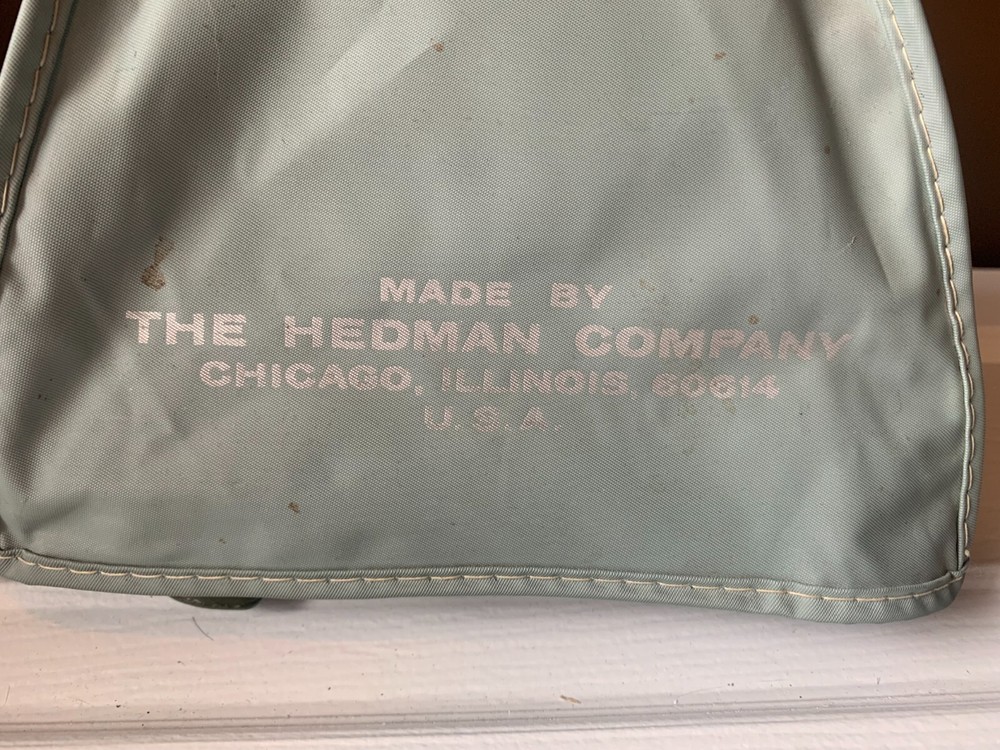 MADE BY
THE HEDMAN COMPANY
CHICAGO, ILLINOIS, 60614
U.S.A.